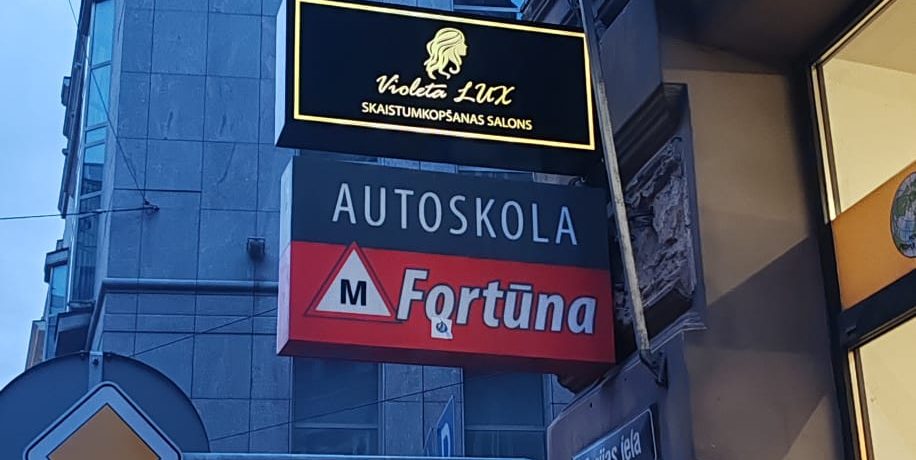 Violeta LUX
SKAISTUMKOPŠANAS SALONS
AUTOSKOLA
M Fortūna
iela